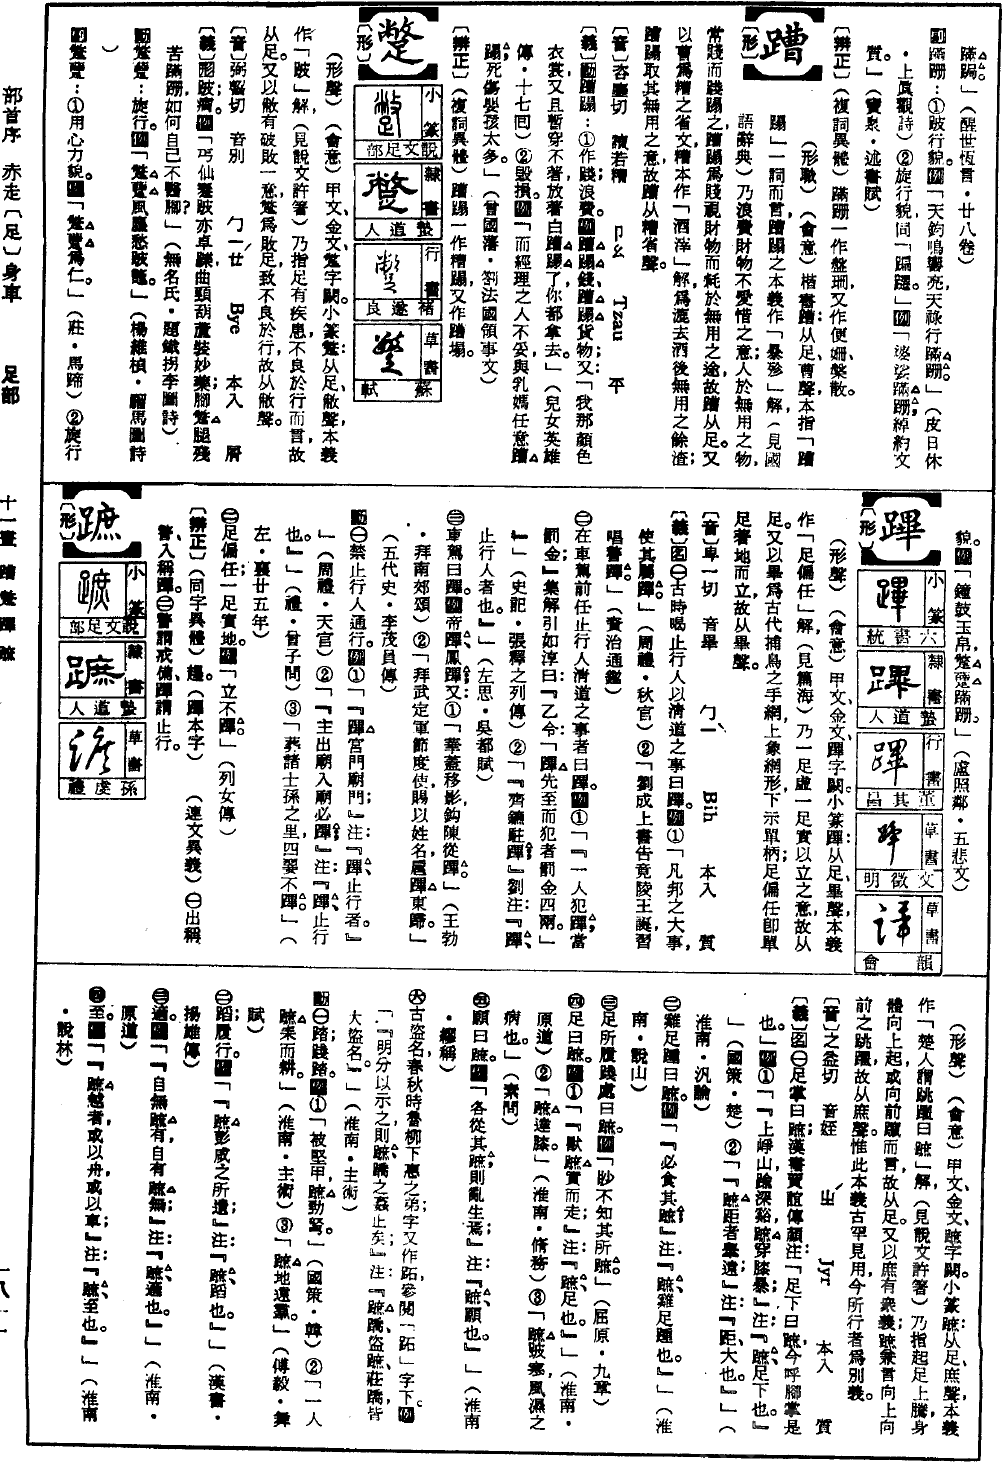 蹣跚」(醒世恆言・廿八卷)
副蹣跚:①跛行貌。例「天鈞鳴響亮,天祿行蹣跚。」(皮日休
・上眞觀詩)②旋行貌,同「蹁躚。」例「婆娑蹣跚,綽約文
質。」(竇臮・述書賦)
〔辨正〕(複詞異體)蹣跚一作盤珊,又作便姍、槃散。
蹧
〔形〕
(形聲)(會意)楷書蹧:从足、曹聲,本指「蹧
蹋」一詞而言,蹧蹋之本義作「暴殄」解,(見國
語辭典)乃浪費財物不愛惜之意,人於無用之物,
常賤而踐蹋之,蹧蹋爲賤視財物而耗於無用之途,故蹧从足。又
以曹爲糟之省文,糟本作「酒滓」解,爲漉去酒後無用之餘渣;
蹧蹋取其無用之意,故蹧从糟省聲。
〔音〕 讀若糟 ㄗㄠ Tzau 平
〔義〕動蹧蹋:①作踐浪費。例蹧蹋錢、蹧蹋貨物;又「我那顏色
衣裳又且暫穿不著,放著白蹧蹋了,你都拿去。」(兒女英雄
傳・十七回)②毀損。例「而經理之人不妥,與乳媽任意蹧
蹋,死傷嬰孩太多。」(曾國藩・ 法國領事文)
〔辨正〕(複詞異體)蹧蹋一作糟蹋,又作蹧塌。
蹩
〔形〕
小篆 說文足部
隸書 蟄道人
行書 褚遂良
草書 蘇軾
(形聲)(會意)甲文、金文蹩字闕。小篆蹩:从足、敝聲,本義
作「跛」解,(見說文許箸)乃指足有疾患不良於行而言,故
从足。又以敝有破敗一意,蹩爲敗足致不良於行,故从敝聲。
〔音〕弼 切 音別 ㄅㄧㄝ Bye 本入 屑
〔義〕形跛瘸。例「丐仙蹩跛亦卓躒,曲頸葫蘆裝妙藥;腳蹩腿殘
苦蹣跚,如何自己不醫腳?」(無名氏・題鐵拐李圖詩)
動蹩躄:旋行。例「蹩躄風驅愁跛鼈。」(楊維楨・ 馬圖詩
)
副蹩躠:①用心力貌。例「蹩躠爲仁。」(莊・馬蹄)②旋行
貌。例「鐘鼓玉帛,蹩躠蹣跚。」(盧照鄰・五悲文)
蹕
〔形〕
小篆 六書統
隸書 蟄道人
行書 董其昌
草書 文徵明
草書 草韻會
(形聲)(會意)甲文、金文蹕字闕。小篆蹕:从足、畢聲,本義
作「足偏任」解,(見篇海)乃一足虛一足實以立之意,故从
足。又以畢爲古代捕鳥之手網,上象網形下示單柄;足偏任卽單
足著地而立,故从畢聲。
〔音〕卑一切 音畢 ㄅㄧ Bih 本入 質
〔義〕名㊀古時喝止行人以清道之事曰蹕。例①「凡邦之大事,
使其屬蹕。」(周禮・秋官)②「劉成上書告竟陵王誕,習
唱警蹕。」(資治通鑑)
㊁在車駕前任止行人清道之事者曰蹕。例①「『一人犯蹕,當
罰金』集解引如淳曰:『乙令:「蹕先至而犯者,罰金四兩。」
』」(史記・張釋之列傳)②「『齊鑣駐蹕』劉注:『蹕,
止行人者也。』」(左思・吳都賦)
㊂車駕曰蹕。例帝蹕、鳳蹕;又①「華蓋移影,鈎陳從蹕。」(王勃
・拜南郊頌)②「拜武定軍節度使,賜以姓名,扈蹕東歸。」
(五代史・李茂貞傳)
動㊀禁止行人通行。例①「『蹕宮門廟門』注:『蹕,止行者。』
」(周禮・天官)②「『主出廟入廟必蹕』注:『蹕,止行
也。』」(禮・曾子問)③「葬諸士孫之里,四翣,不蹕。」(
左・襄廿五年)
㊁足偏任,一足實地。例「立不蹕。」(列女傳)
〔辨正〕(同字異體)趩。(蹕本字) (連文異義)㊀出稱
警,入稱蹕。㊁警謂戒備,蹕謂止行。
蹠
〔形〕
小篆 說文足部
隸書 蟄道人
草書 孫虔禮
(形聲)(會意)甲文、金文蹠字闕。小篆蹠:从足、庶聲,本義
作「楚人謂跳躍曰蹠」解,(見說文許箸)乃指起足上騰,身
體向上起或向前躍而言,故从足。又以庶有衆義,蹠兼言向上向
前之跳躍,故从庶聲。惟此本義古罕見用,今所行者爲別義。
〔音〕之益切 音姪 ㄓ Jyr 本入 質
〔義〕名㊀足掌曰蹠;漢書賈誼傳顏注:「足下曰蹠,今呼腳掌是
也。」例①「『上崢山,踰深谿,蹠穿膝暴』注:『蹠,足下也。』
」(國策・楚)②「『蹠距者舉遠』注:『距,大也。』」(
淮南・汎論)
㊁雞足踵曰蹠。例「『必食其蹠』注:『蹠,雞足踵也。』」(淮
南・說山)
㊂足所履踐處曰蹠。例「眇不知其所蹠。」(屈原・九章)
㊃足曰蹠。例①「『獸蹠實而走』注:『蹠,足也。』」(淮南・
原道)②「蹠達膝。」(淮南・脩務)③「蹠跛寒,風濕之
病也。」(素問)
㊄願曰蹠。例「『各從其蹠,則亂生焉』注:『蹠,願也。』」(淮南
・繆稱)
㊅古盜名,春秋時魯柳下惠之弟,字又作跖,參閱「跖」字下。例
「『明分以示之,則蹠蹻之姦止矣』注:『蹠,盜蹠;蹻,莊蹻,皆
大盜名。』」(淮南・主術)
動㊀踏,踐踏。例①「被堅甲,蹠勁弩。」(國策・韓)②「一人
蹠耒而耕。」(淮南・主術)③「蹠地遠羣。」(傅毅・舞
賦)
㊁蹈,履行。例「『蹠彭咸之所遺』注:『蹠,蹈也。』」(漢書・
揚雄傳)
㊂適。例「『自無蹠有,自有蹠無』注:『蹠,適也。』」(淮南・
原道)
㊃至。例「『蹠越者,或以舟,或以車』注:『蹠,至也。』」(淮南
・說林)
部首序 赤走〔足〕身車 足部 十一畫 蹧蹩蹕蹠